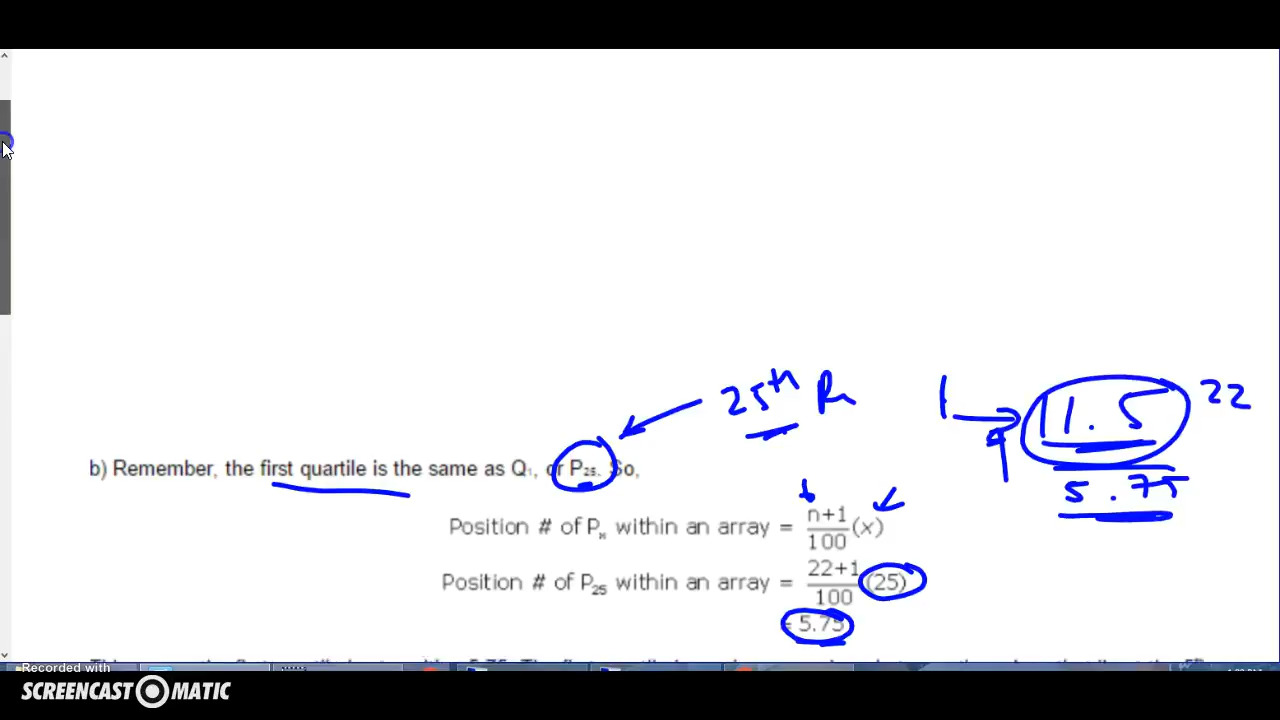 25th
22
11.5
b) Remember, the first quartile is the same as Q1, or P25. So,
5.75
Position # of Px within an array = n+1/100 (x)
Position # of P25 within an array = 22+1/100 (25)
= 5.75
Recorded with
SCREENCAST MATIC